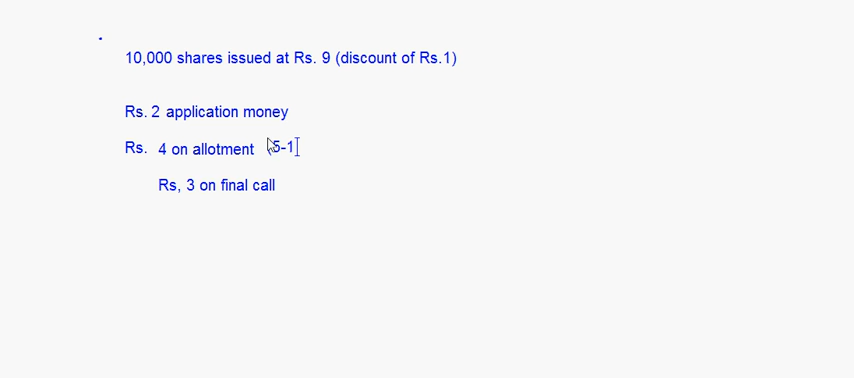 10,000 shares issued at Rs. 9 (discount of Rs.1)
Rs. 2 application money
Rs. 4 on allotment 5-1
Rs, 3 on final call